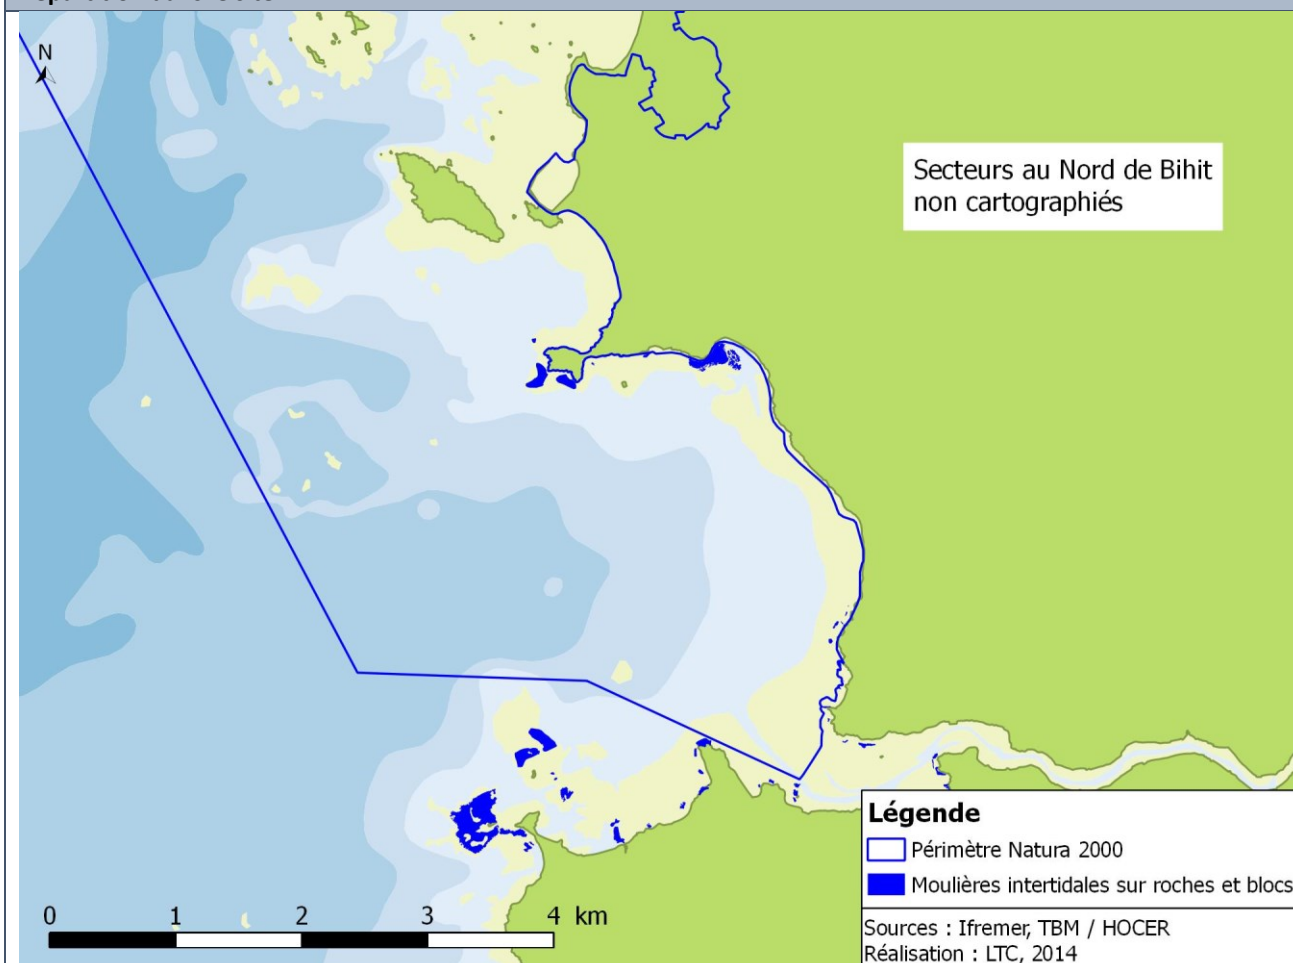 N
Secteurs au Nord de Bihit
non cartographiés
Légende
Périmètre Natura 2000
Moulières intertidales sur roches et blocs
Sources : Ifremer, TBM / HOCER
Réalisation : LTC, 2014
0 1 2 3 4 km